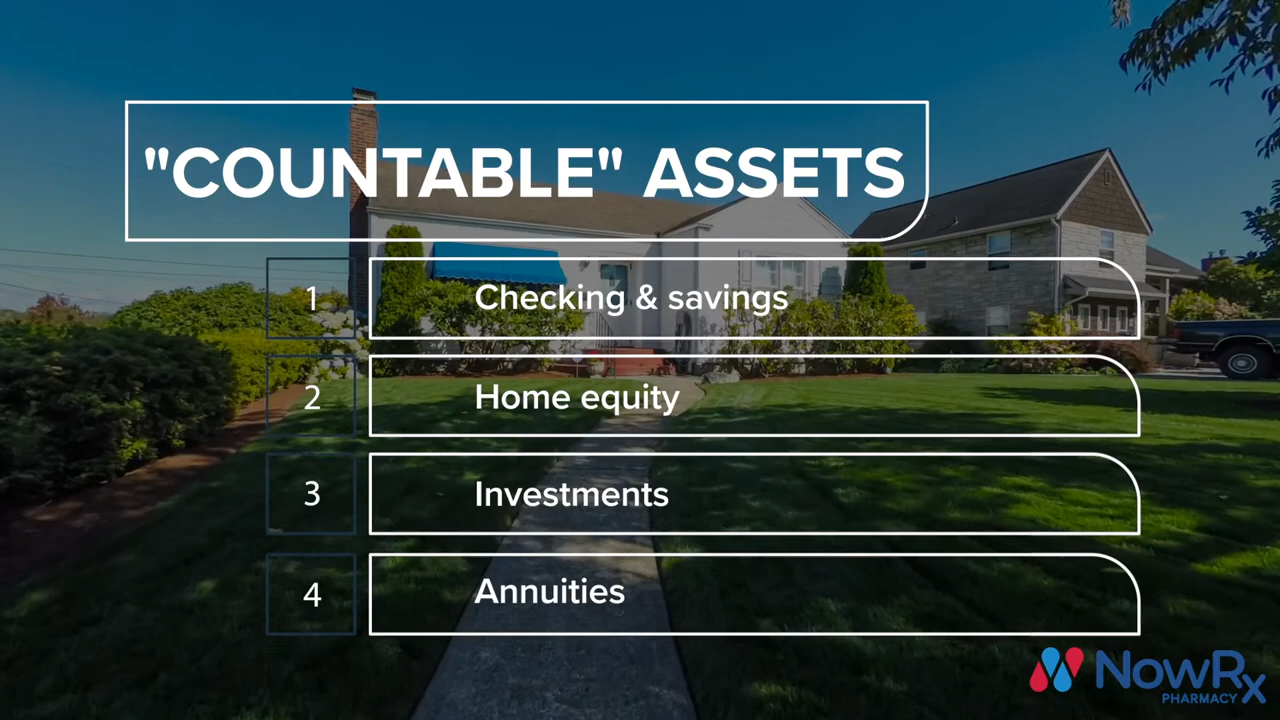 "COUNTABLE" ASSETS
1 Checking & savings
2 Home equity
3 Investments
4 Annuities
NowRx
PHARMACY